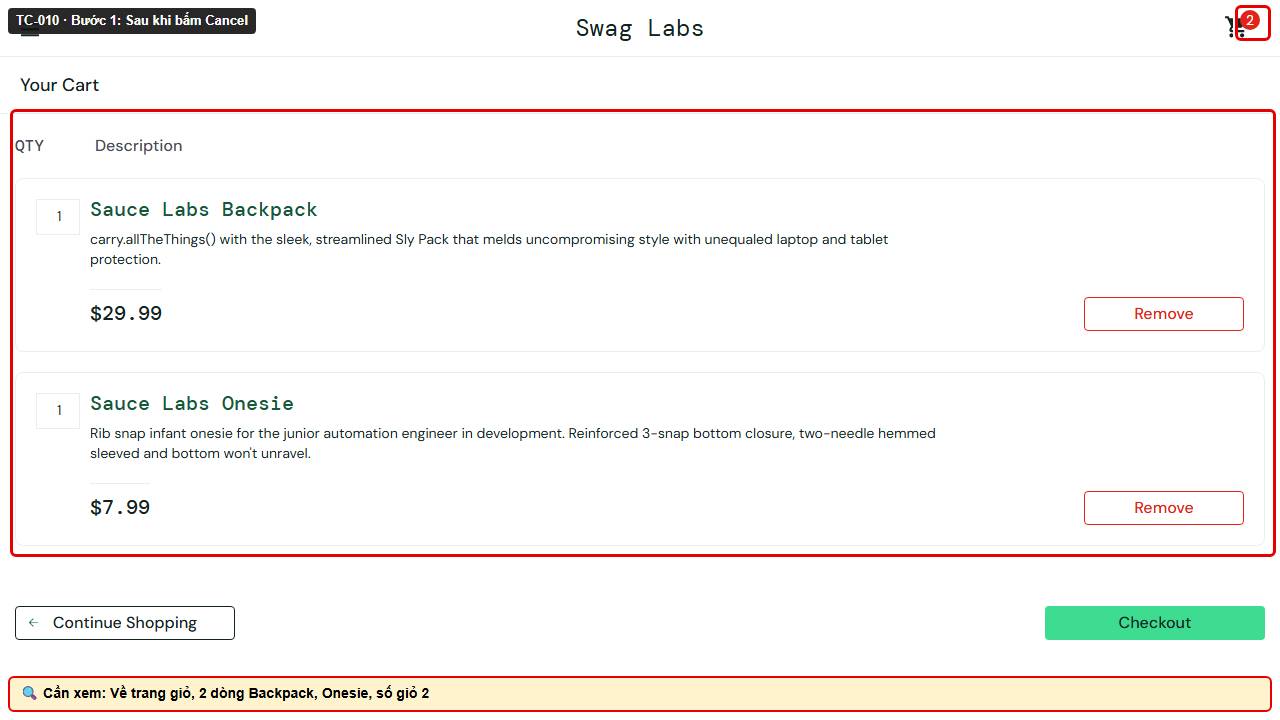 TC-010 · Bước 1: Sau khi bấm Cancel
Swag Labs
2
Your Cart
QTY Description
1
Sauce Labs Backpack
carry.allTheThings() with the sleek, streamlined Sly Pack that melds uncompromising style with unequaled laptop and tablet
protection.
$29.99
Remove
1
Sauce Labs Onesie
Rib snap infant onesie for the junior automation engineer in development. Reinforced 3-snap bottom closure, two-needle hemmed
sleeved and bottom won't unravel.
$7.99
Remove
Continue Shopping
Checkout
Cần xem: Về trang giỏ, 2 dòng Backpack, Onesie, số giỏ 2